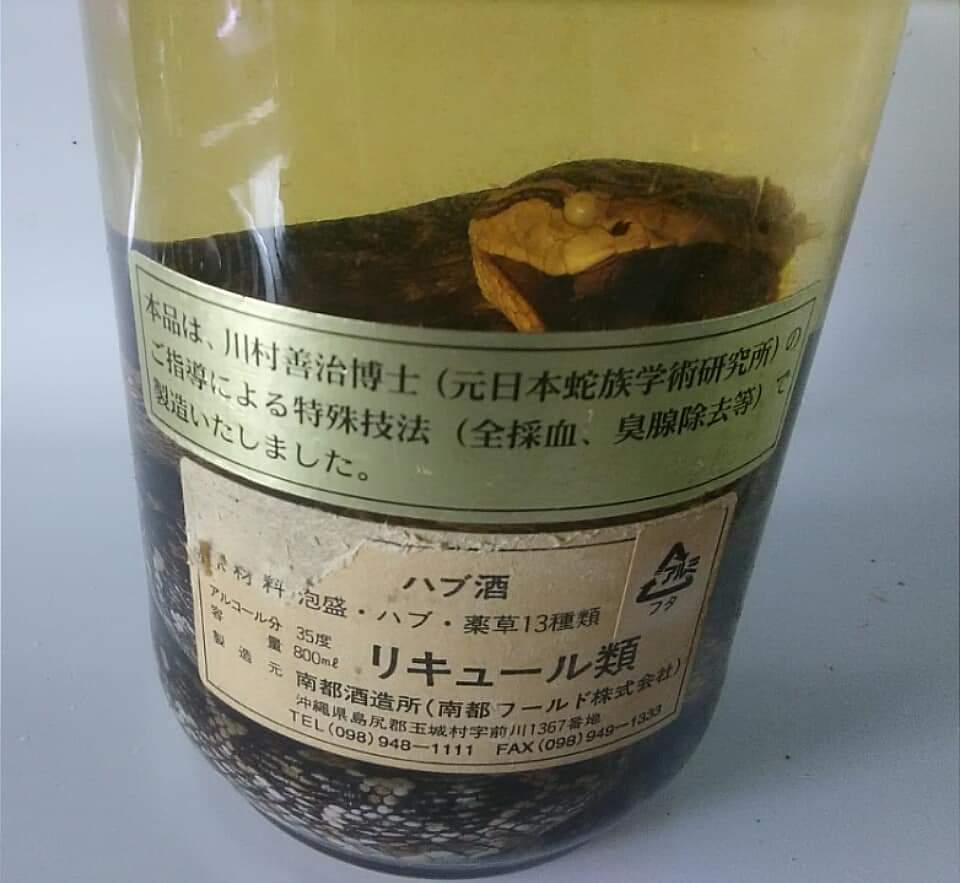 本品は、川村善治博士（元日本蛇族学術研究所）の
ご指導による特殊技法（全採血、臭腺除去等）で
製造いたしました。
ハブ酒
材料 泡盛・ハブ・薬草13種類
アルコール分 35度
容量 800mℓ
リキュール類
製造元 南都酒造所(南都フールド株式会社)
沖縄県島尻郡玉城村字前川1367番地
TEL(098)948-1111 FAX(098)949-1333
アルミ
フタ